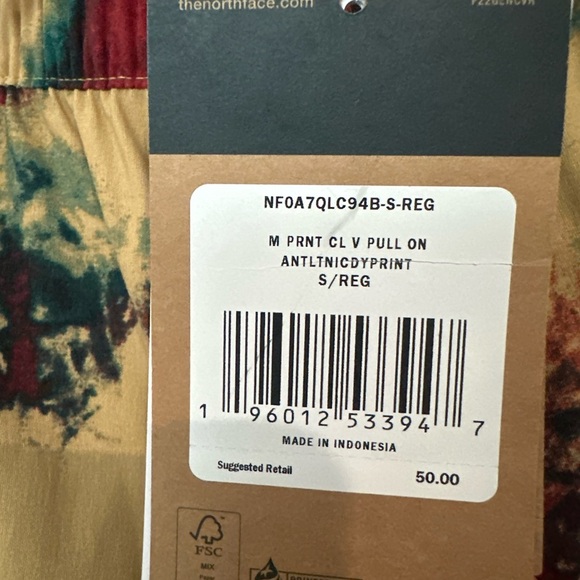 thenorthface.com
NF0A7QLC94B-S-REG
M PRNT CL V PULL ON
ANTLTNICDYPRINT
S/REG
1 96012 53394 7
MADE IN INDONESIA
Suggested Retail 50.00
FSC
MIX